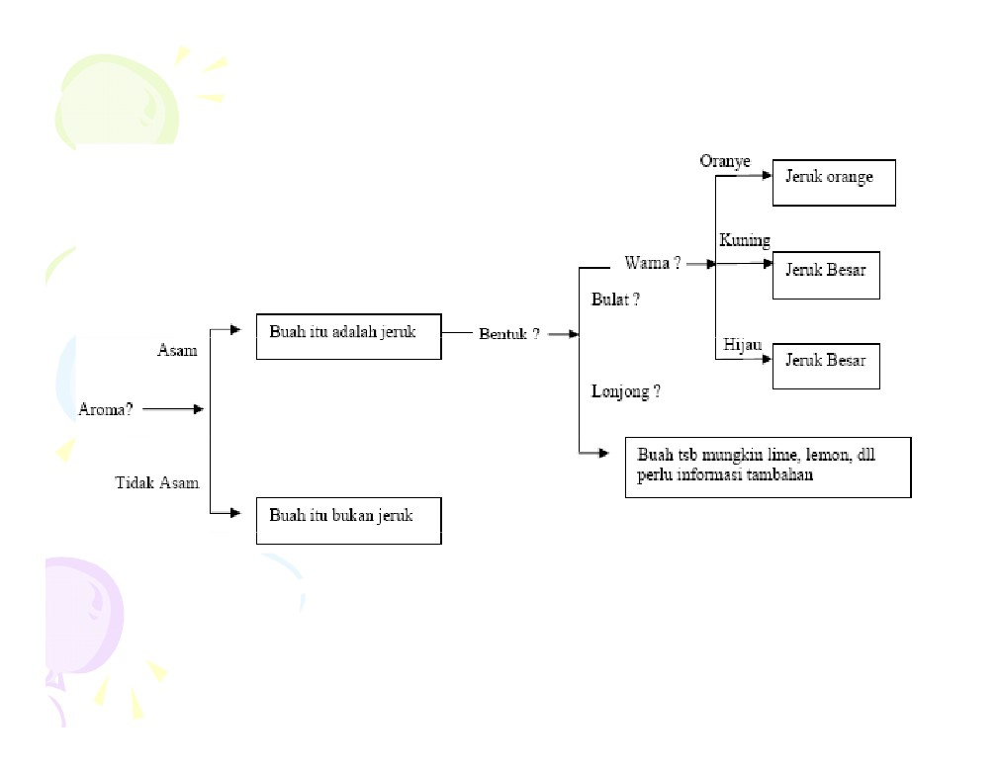 Oranye
Jeruk orange
Kuning
Warna ?
Jeruk Besar
Bulat ?
Buah itu adalah jeruk
Bentuk ?
Asam
Hijau
Jeruk Besar
Lonjong ?
Aroma?
Buah tsb mungkin lime, lemon, dll
perlu informasi tambahan
Tidak Asam
Buah itu bukan jeruk